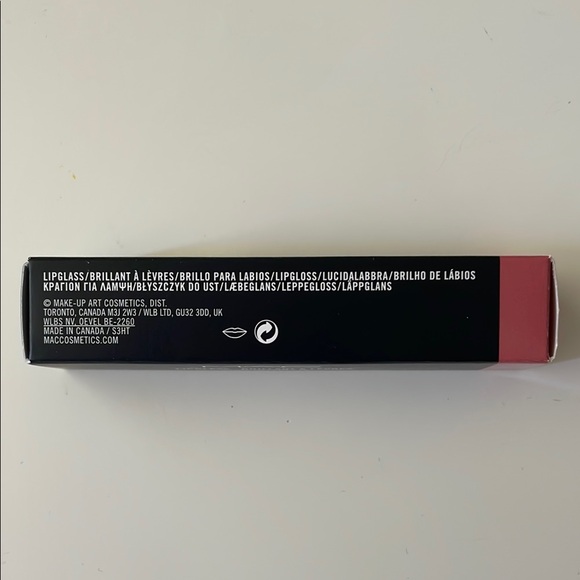 LIPGLASS/BRILLANT À LÈVRES/BRILLO PARA LABIOS/LIPGLOSS/LUCIDALABBRA/BRILHO DE LÁBIOS
ΚΡΑΓΙΟΝ ΓΙΑ ΛΑΜΨΗ/BŁYSZCZYK DO UST/LÆBEGLANS/LEPPEGLOSS/LÄPPGLANS
© MAKE-UP ART COSMETICS, DIST.
TORONTO, CANADA M3J 2W3 / WLB LTD, GU32 3DD, UK
WLBS NV. OEVEL BE-2260
MADE IN CANADA / S3HT
MACCOSMETICS.COM